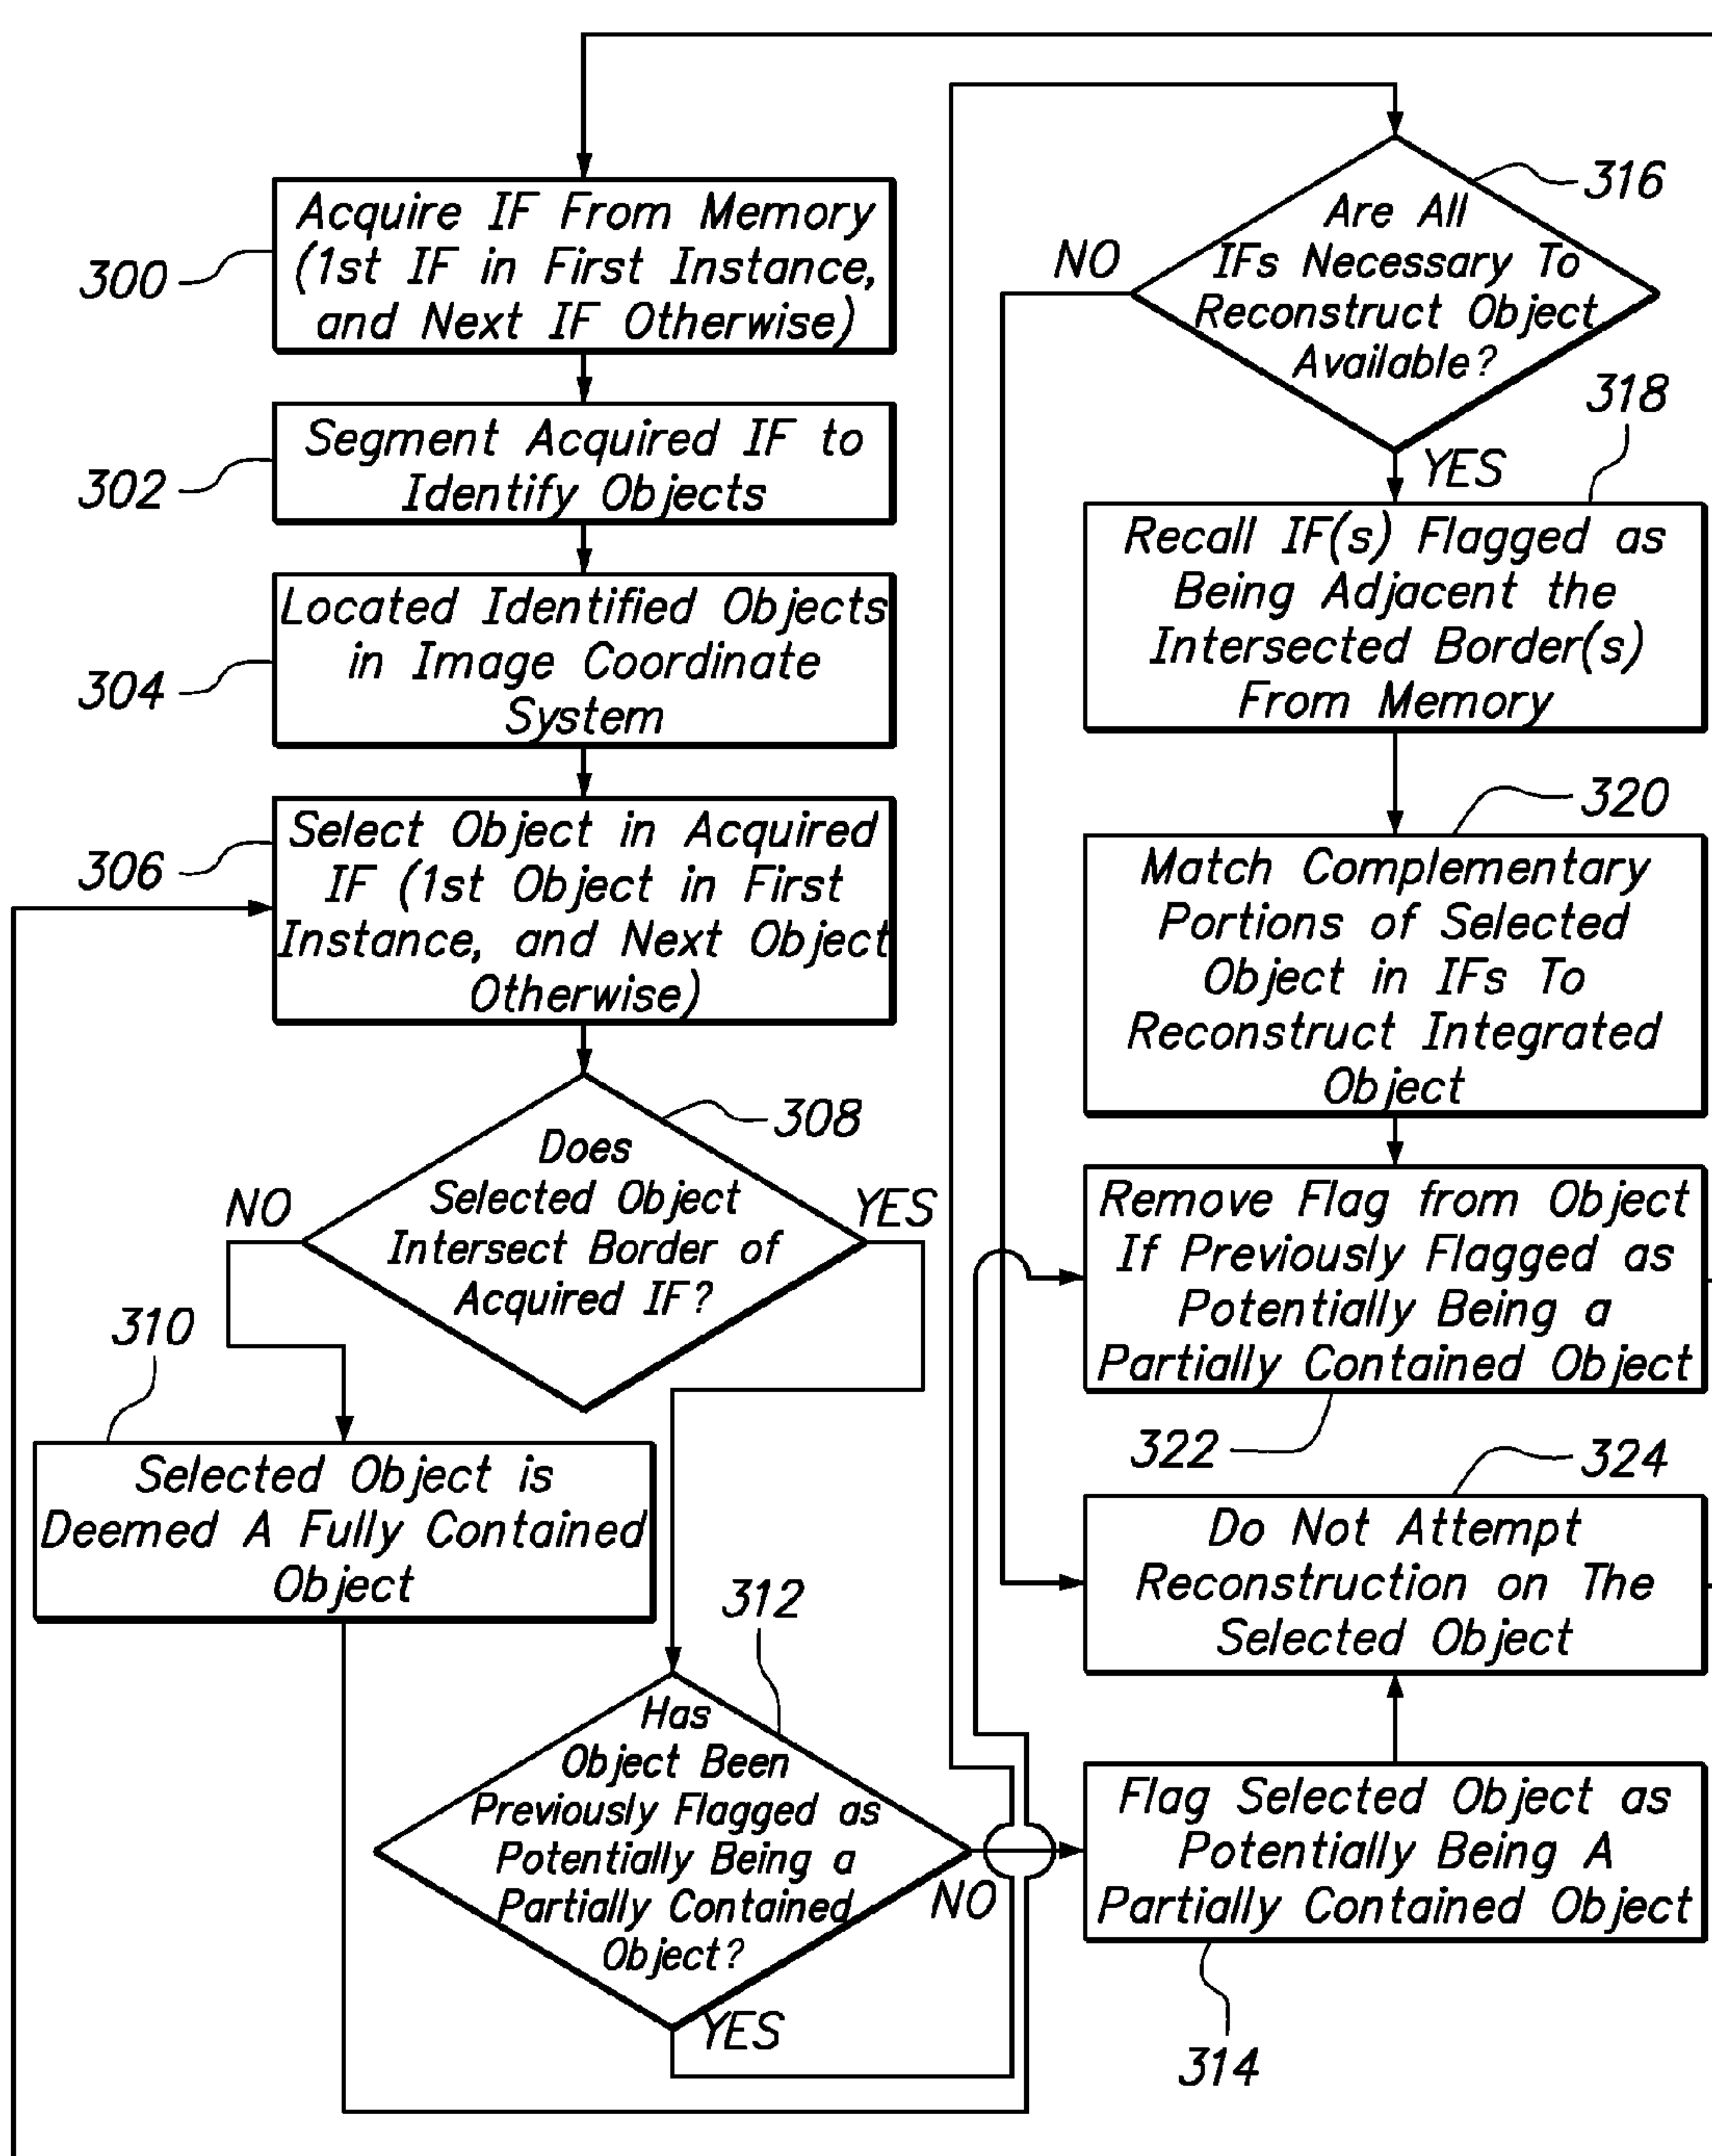 300
Acquire IF From Memory
(1st IF in First Instance,
and Next IF Otherwise)
302
Segment Acquired IF to
Identify Objects
304
Located Identified Objects
in Image Coordinate
System
306
Select Object in Acquired
IF (1st Object in First
Instance, and Next Object
Otherwise)
308
Does
Selected Object
Intersect Border of
Acquired IF?
NO
YES
310
Selected Object is
Deemed A Fully Contained
Object
312
Has
Object Been
Previously Flagged as
Potentially Being a
Partially Contained
Object?
NO
YES
314
Flag Selected Object as
Potentially Being A
Partially Contained Object
316
Are All
IFs Necessary To
Reconstruct Object
Available?
NO
YES
318
Recall IF(s) Flagged as
Being Adjacent the
Intersected Border(s)
From Memory
320
Match Complementary
Portions of Selected
Object in IFs To
Reconstruct Integrated
Object
Remove Flag from Object
If Previously Flagged as
Potentially Being a
Partially Contained Object
322
324
Do Not Attempt
Reconstruction on The
Selected Object